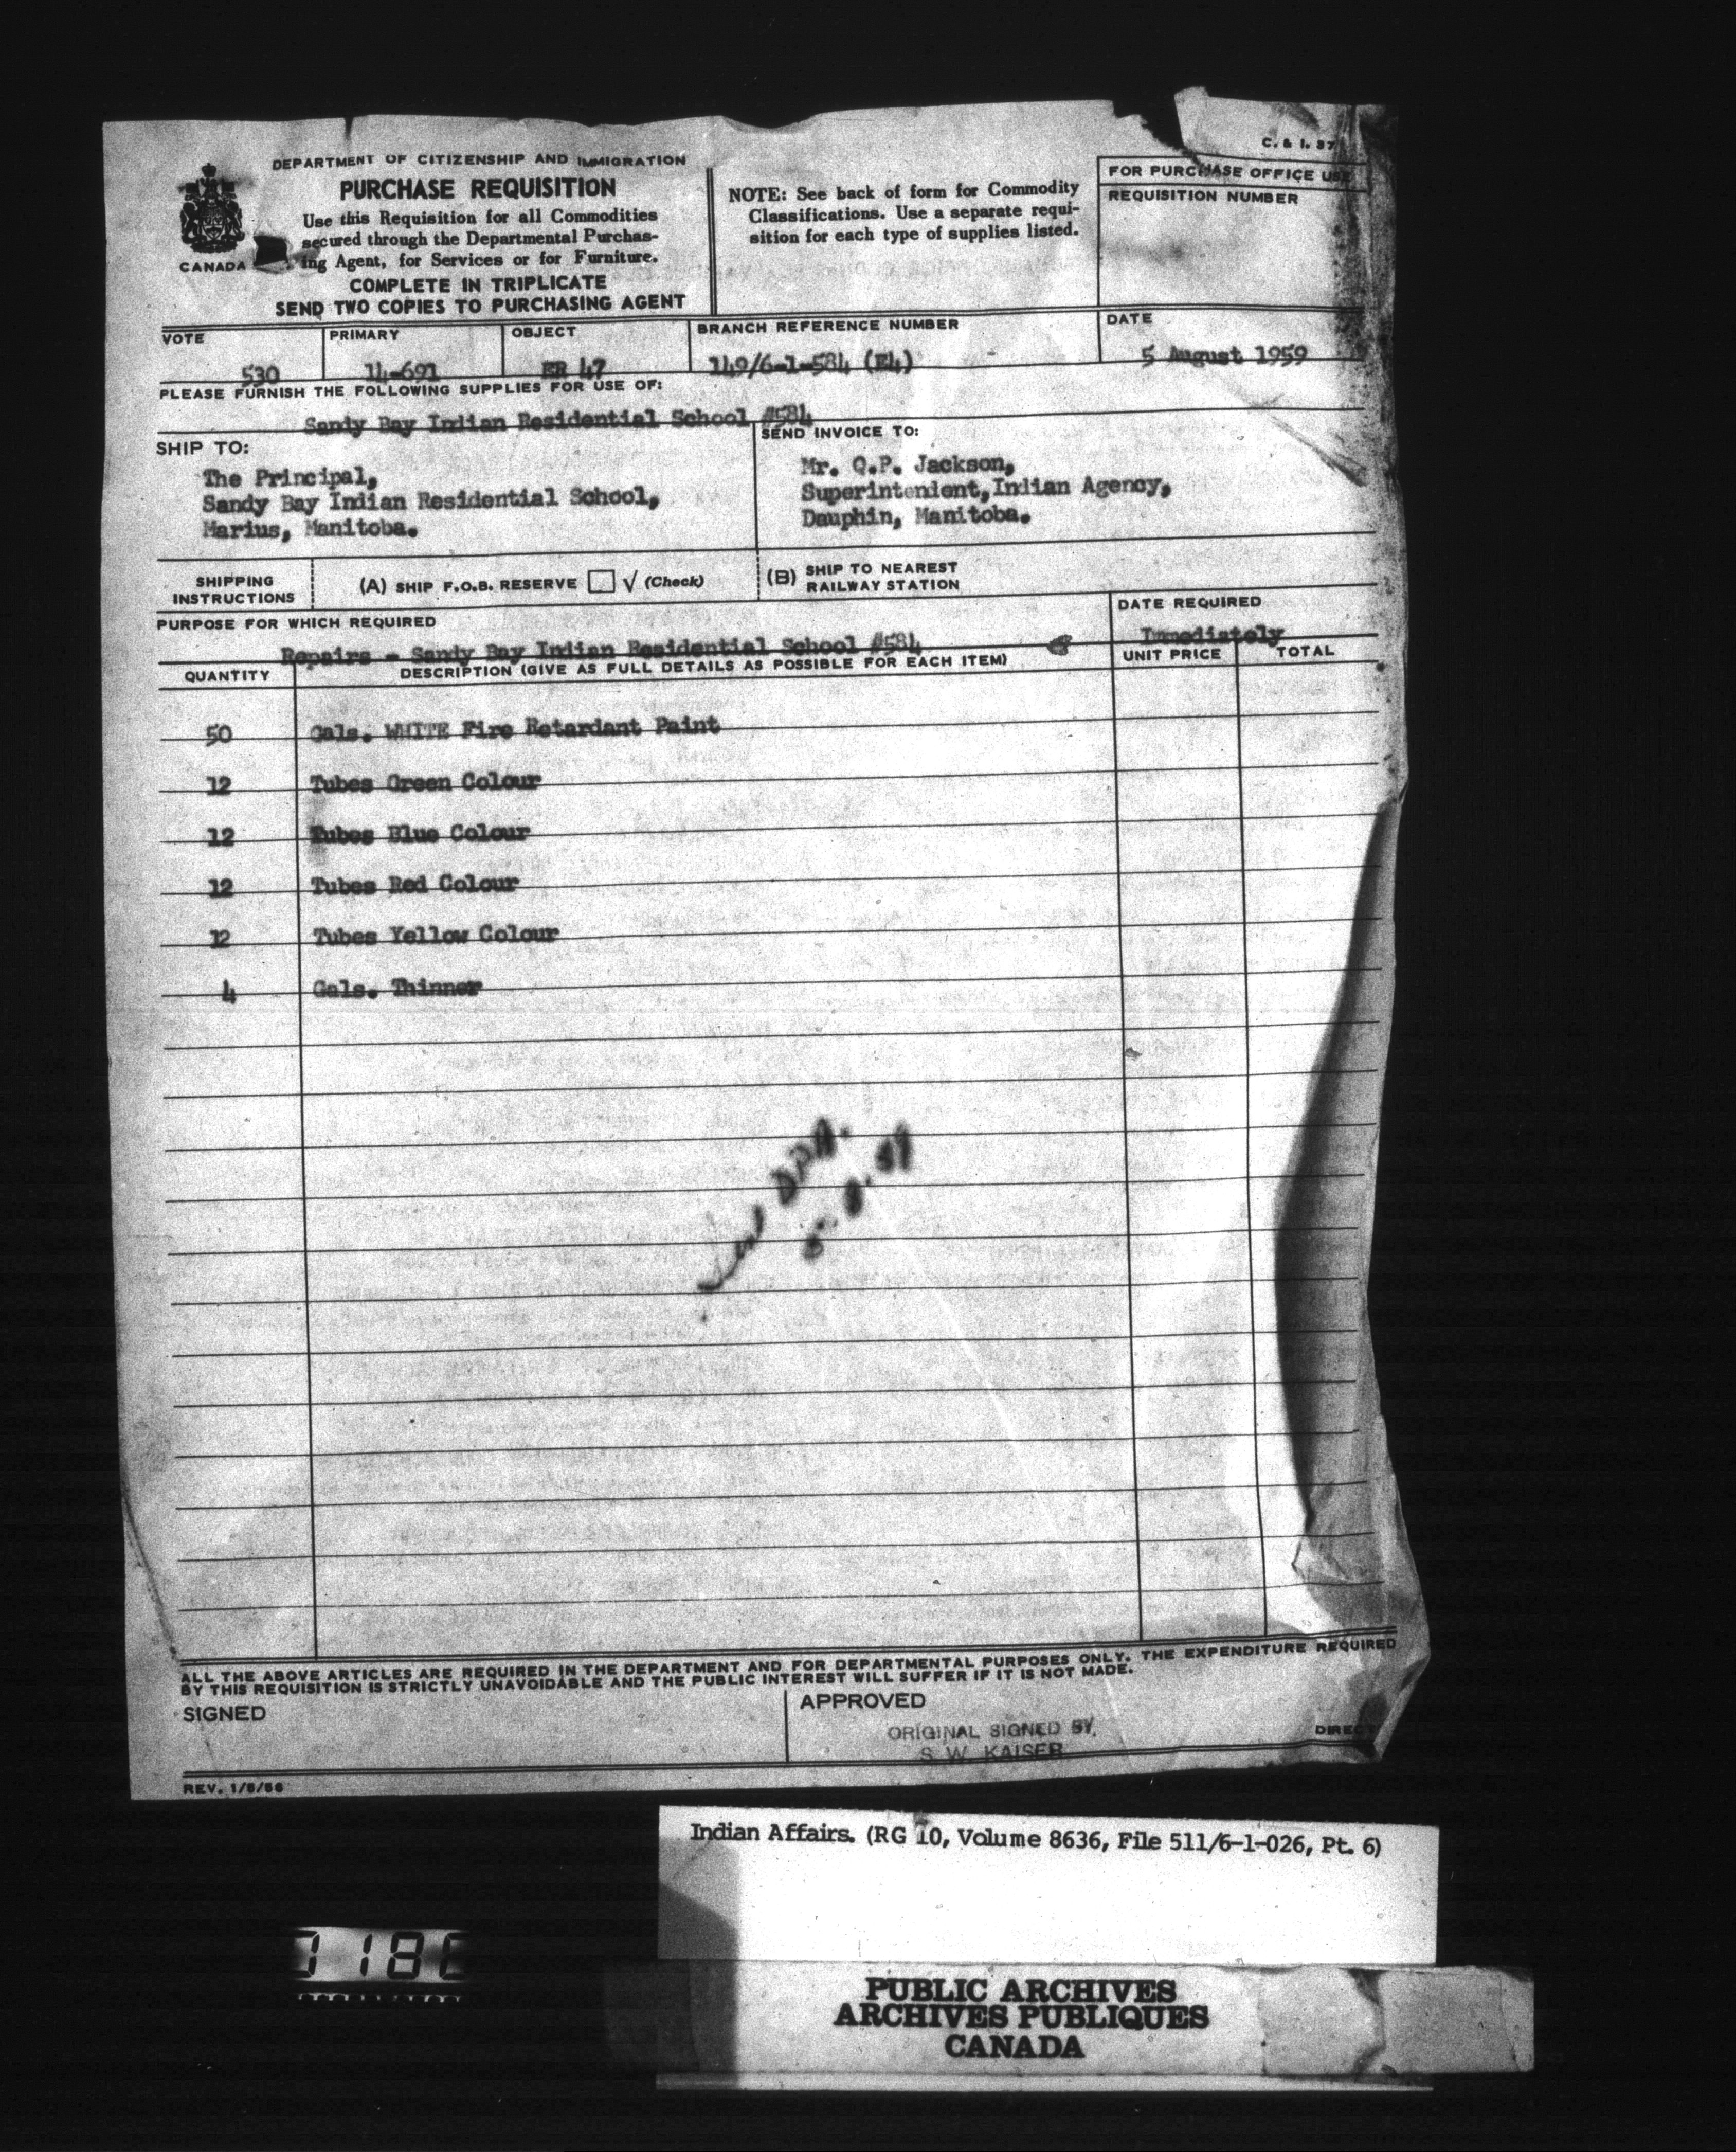 C. & I. 37
DEPARTMENT OF CITIZENSHIP AND IMMIGRATION
PURCHASE REQUISITION
Use this Requisition for all Commodities
secured through the Departmental Purchas-
ing Agent, for Services or for Furniture.
COMPLETE IN TRIPLICATE
SEND TWO COPIES TO PURCHASING AGENT
CANADA
NOTE: See back of form for Commodity
Classifications. Use a separate requi-
sition for each type of supplies listed.
FOR PURCHASE OFFICE USE
REQUISITION NUMBER
VOTE PRIMARY OBJECT BRANCH REFERENCE NUMBER DATE
530 14-691 ER 47 149/6-1-584 (E4) 5 August 1959
PLEASE FURNISH THE FOLLOWING SUPPLIES FOR USE OF:
Sandy Bay Indian Residential School #584
SHIP TO:
The Principal,
Sandy Bay Indian Residential School,
Marius, Manitoba.
SEND INVOICE TO:
Mr. Q.P. Jackson,
Superintendent,Indian Agency,
Dauphin, Manitoba.
SHIPPING
INSTRUCTIONS
(A) SHIP F.O.B. RESERVE √ (Check)
(B) SHIP TO NEAREST
RAILWAY STATION
PURPOSE FOR WHICH REQUIRED
Repairs - Sandy Bay Indian Residential School #584
DATE REQUIRED
Immediately
QUANTITY DESCRIPTION (GIVE AS FULL DETAILS AS POSSIBLE FOR EACH ITEM) UNIT PRICE TOTAL
50 Gals. WHITE Fire Retardant Paint
12 Tubes Green Colour
12 Tubes Blue Colour
12 Tubes Red Colour
12 Tubes Yellow Colour
4 Gals. Thinner
5. 8. 59
ALL THE ABOVE ARTICLES ARE REQUIRED IN THE DEPARTMENT AND FOR DEPARTMENTAL PURPOSES ONLY. THE EXPENDITURE REQUIRED
BY THIS REQUISITION IS STRICTLY UNAVOIDABLE AND THE PUBLIC INTEREST WILL SUFFER IF IT IS NOT MADE.
SIGNED
APPROVED
ORIGINAL SIGNED BY,
S. W. KAISER
DIRECT
REV. 1/5/56
Indian Affairs. (RG 10, Volume 8636, File 511/6-1-026, Pt. 6)
PUBLIC ARCHIVES
ARCHIVES PUBLIQUES
CANADA